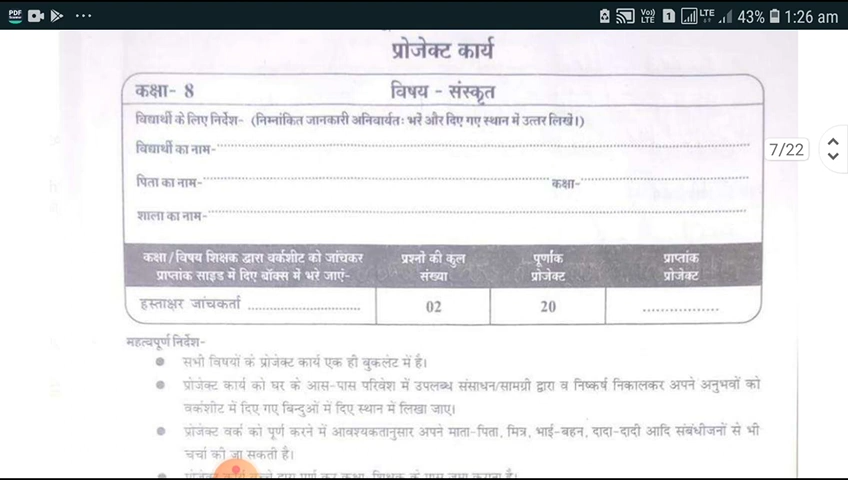 43% 1:26 am
प्रोजेक्ट कार्य
कक्षा- 8 विषय - संस्कृत
विद्यार्थी के लिए निर्देश- (निम्नांकित जानकारी अनिवार्यतः भरें और दिए गए स्थान में उत्तर लिखें।)
विद्यार्थी का नाम-
7/22
पिता का नाम- कक्षा-
शाला का नाम-
कक्षा/विषय शिक्षक द्वारा वर्कशीट को जांचकर प्रश्नों की कुल पूर्णांक प्राप्तांक
प्राप्तांक साइड में दिए बॉक्स में भरे जाएं- संख्या प्रोजेक्ट प्रोजेक्ट
हस्ताक्षर जांचकर्ता .............................. 02 20 ................
महत्वपूर्ण निर्देश-
● सभी विषयों के प्रोजेक्ट कार्य एक ही बुकलेट में है।
● प्रोजेक्ट कार्य को घर के आस-पास परिवेश में उपलब्ध संसाधन/सामग्री द्वारा व निष्कर्ष निकालकर अपने अनुभवों को
वर्कशीट में दिए गए बिन्दुओं में दिए स्थान में लिखा जाए।
● प्रोजेक्ट वर्क को पूर्ण करने में आवश्यकतानुसार अपने माता-पिता, मित्र, भाई-बहन, दादा-दादी आदि संबंधीजनों से भी
चर्चा की जा सकती है।